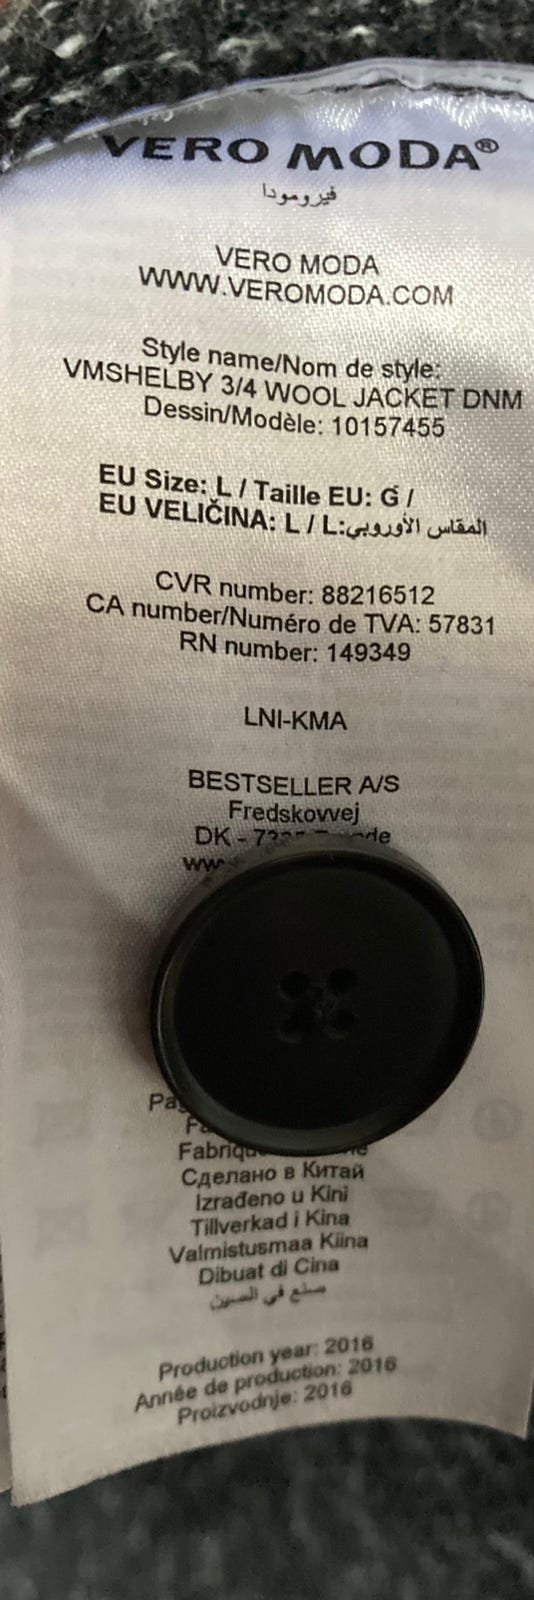 VERO MODA®
فيرومودا
VERO MODA
WWW.VEROMODA.COM
Style name/Nom de style:
VMSHELBY 3/4 WOOL JACKET DNM
Dessin/Modèle: 10157455
EU Size: L / Taille EU: G /
EU VELIČINA: L / L:المقاس الأوروبي
CVR number: 88216512
CA number/Numéro de TVA: 57831
RN number: 149349
LNI-KMA
BESTSELLER A/S
Fredskovvej
DK -
Сделано в Китай
Izrađeno u Kini
Tillverkad i Kina
Valmistusmaa Kiina
Dibuat di Cina
صنع في الصين
Production year: 2016
Année de production: 2016
Proizvodnje: 2016